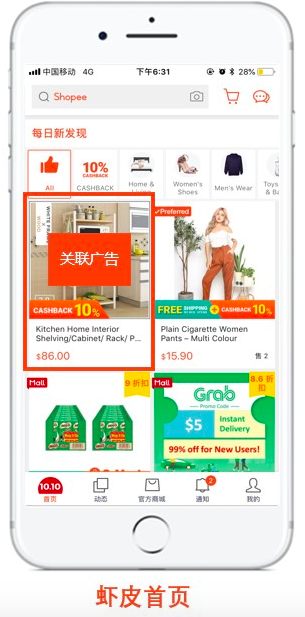 中国移动 4G 下午6:31 28%
Shopee
每日新发现
All
10%
CASHBACK
CASHBACK
Home &
Living
Women's
Shoes
Men's Wear
Toys
& Ba
关联广告
CASHBACK 10%
Kitchen Home Interior
Shelving/Cabinet/ Rack/ P...
$86.00
Preferred
FREE SHIPPING + CASHBACK 10%
Plain Cigarette Women
Pants – Multi Colour
$15.90
售 2
Mall
9 折扣
Mall
8.6 折扣
Grab
Promo Code
$5 Instant
Delivery
99% off for New Users!
10.10
首页
动态
官方商城
2
通知
我的
虾皮首页